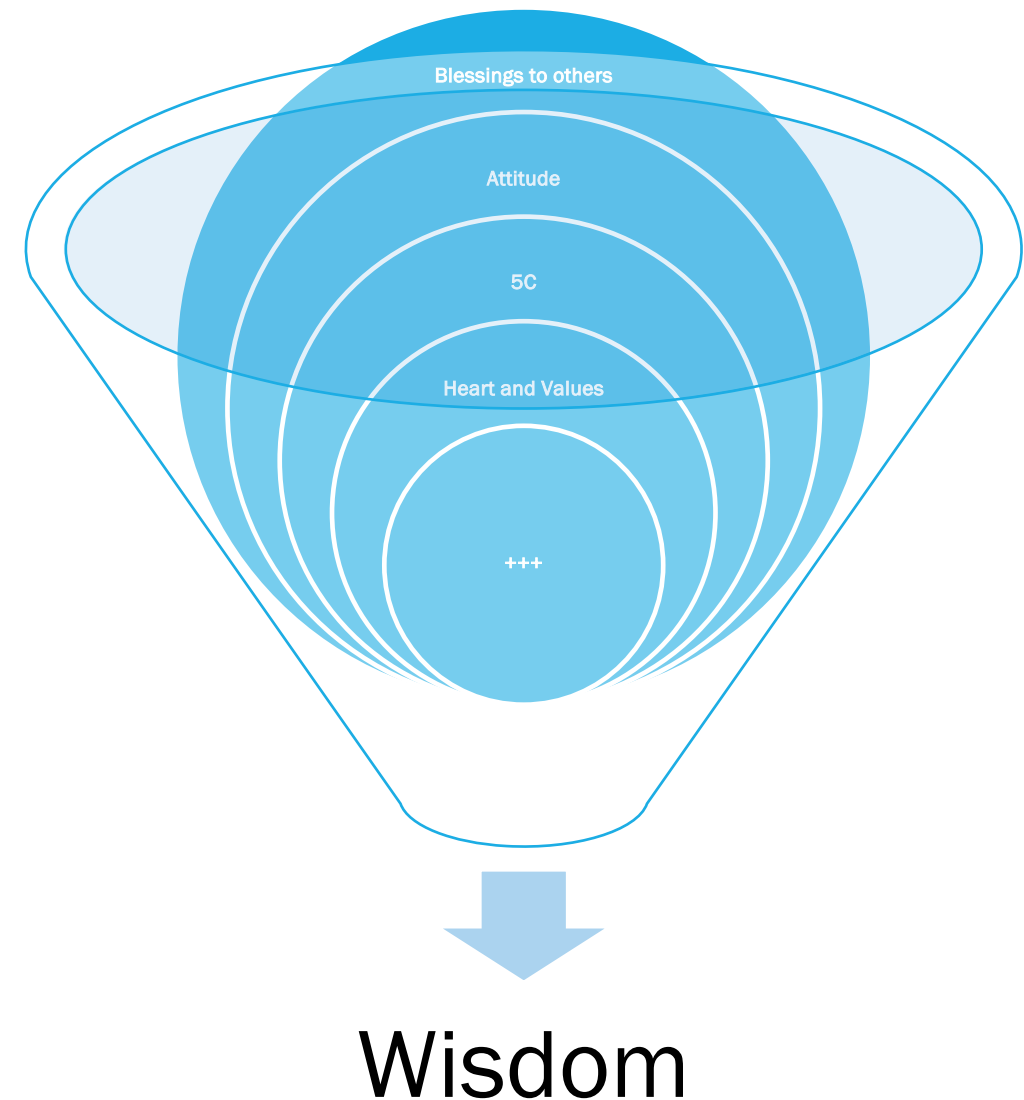 Blessings to others
Attitude
5C
Heart and Values
+++
Wisdom